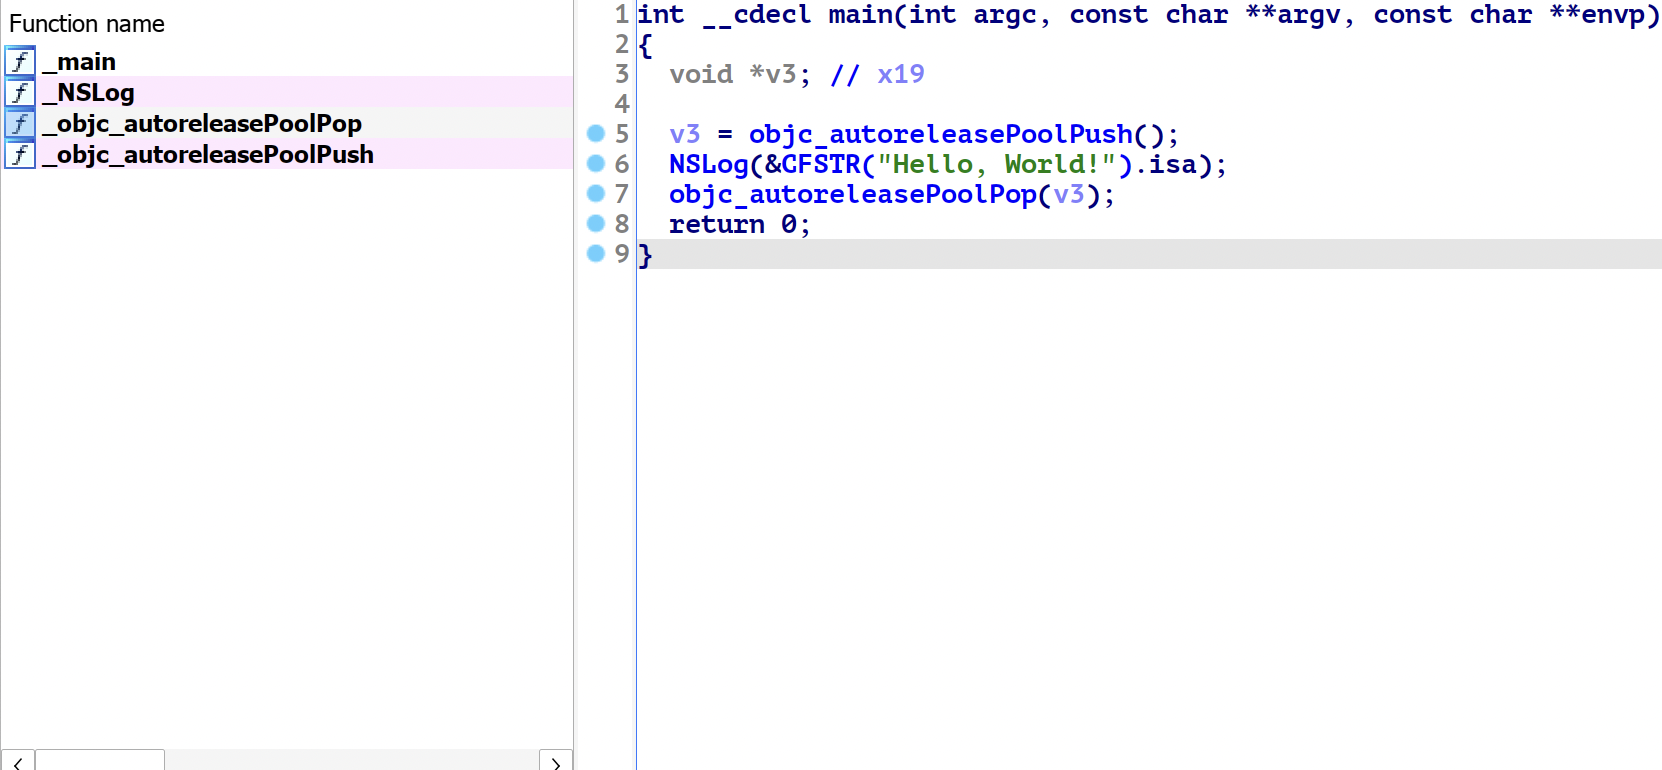 Function name
f _main
f _NSLog
f _objc_autoreleasePoolPop
f _objc_autoreleasePoolPush
1 int __cdecl main(int argc, const char **argv, const char **envp)
2 {
3   void *v3; // x19
4
5   v3 = objc_autoreleasePoolPush();
6   NSLog(&CFSTR("Hello, World!").isa);
7   objc_autoreleasePoolPop(v3);
8   return 0;
9 }